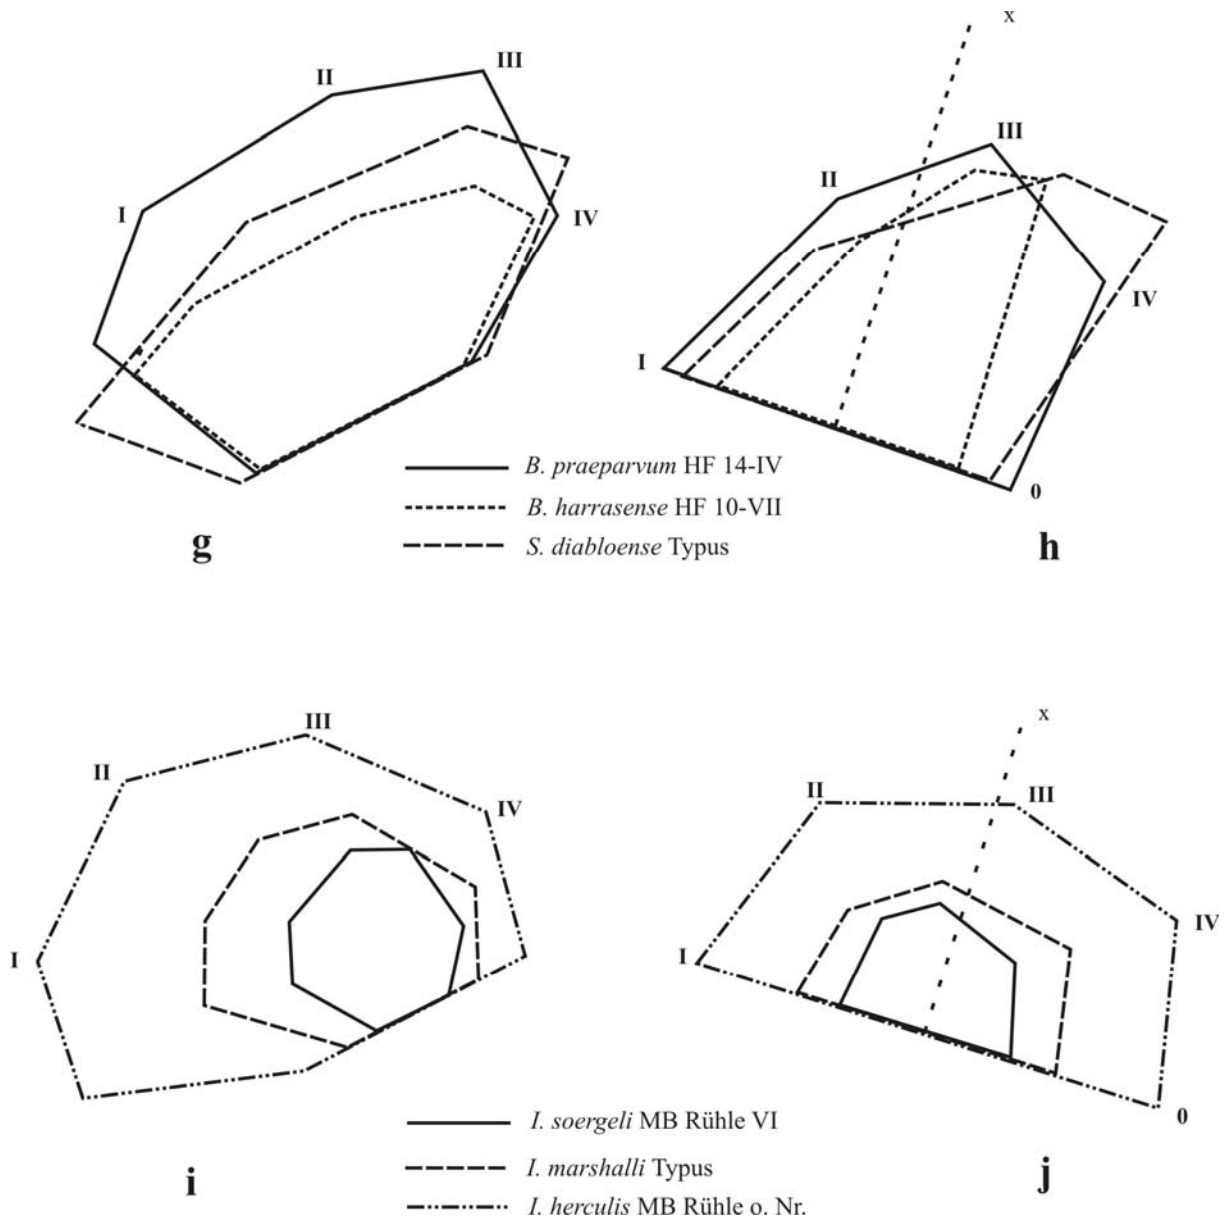 x
III
II
I
IV
III
II
I
IV
0
B. praeparvum HF 14-IV
B. harrasense HF 10-VII
S. diabloense Typus
g
h
III
II
IV
I
x
II
III
I
IV
0
I. soergeli MB Rühle VI
I. marshalli Typus
I. herculis MB Rühle o. Nr.
i
j